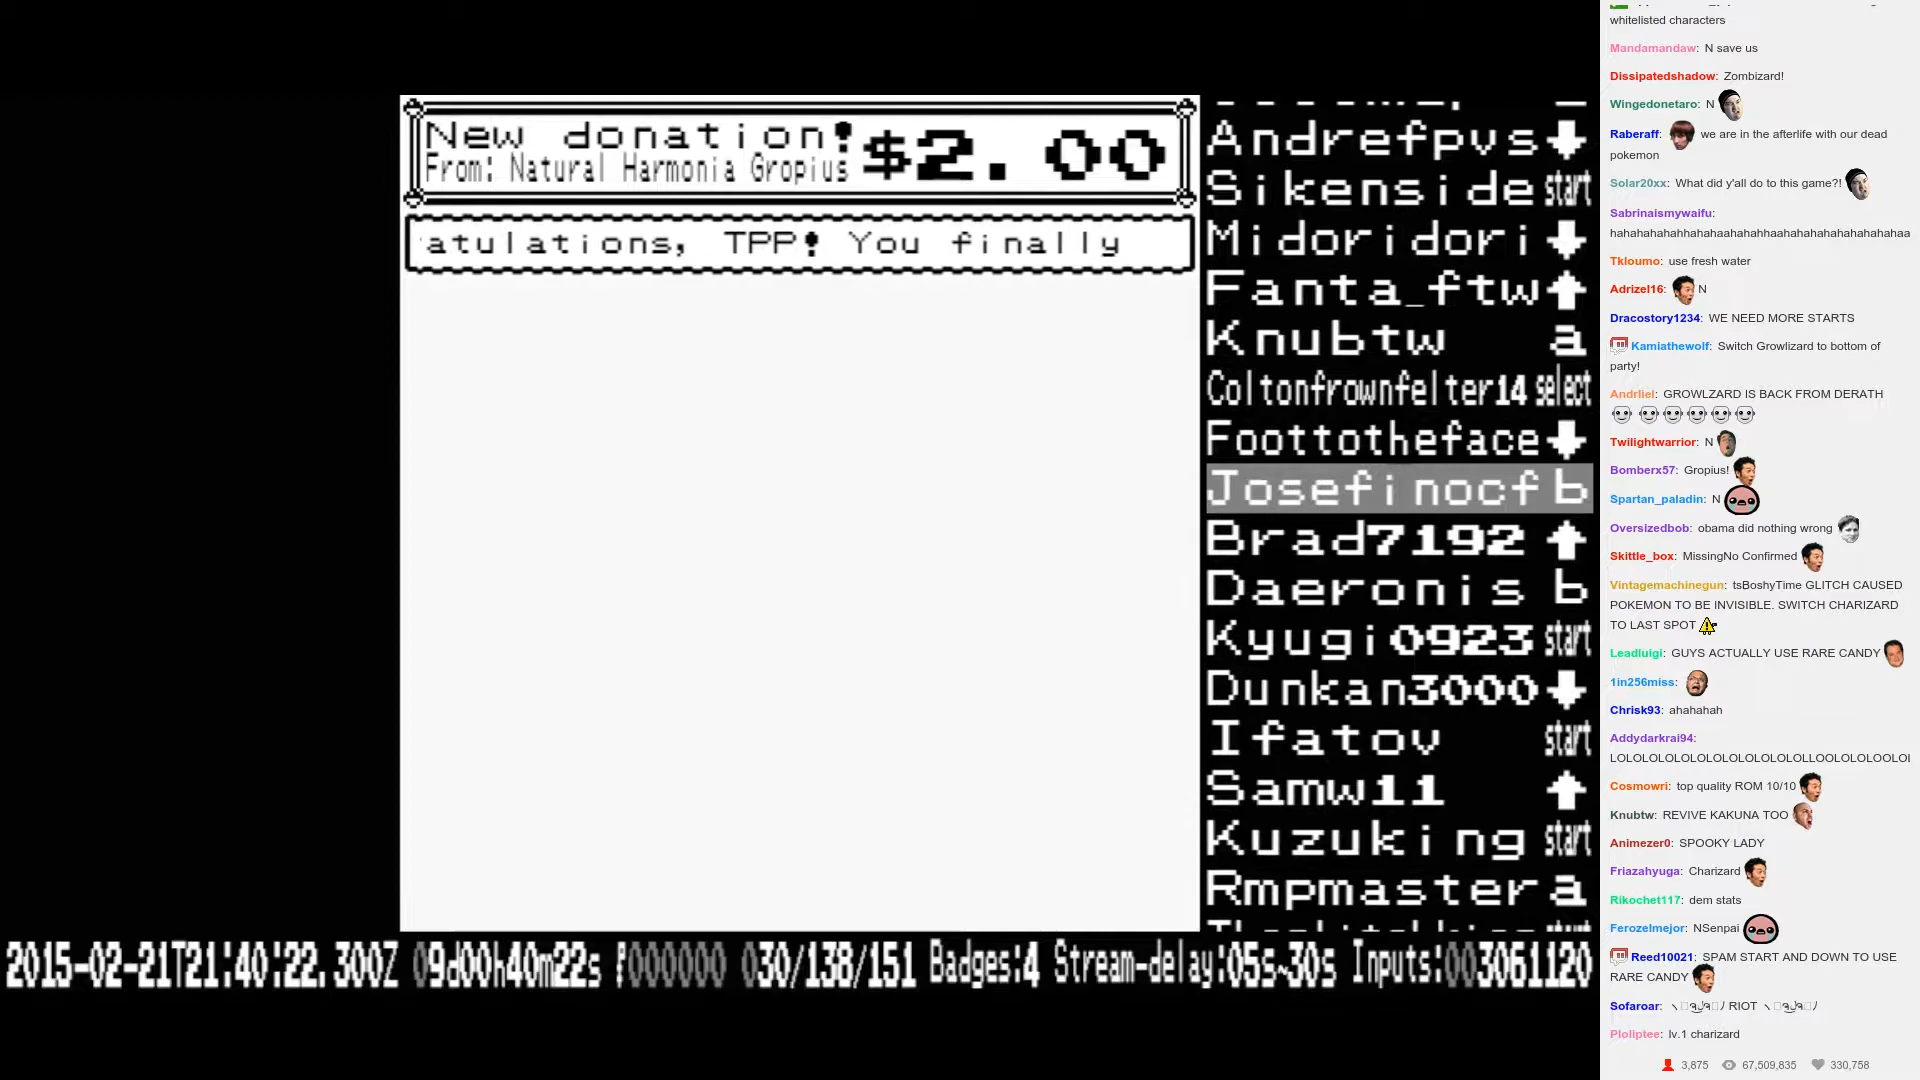 New donation!
From: Natural Harmonia Gropius
$2.00
atulations, TPP! You finally
Andrefpvs
Sikenside start
Midoridori
Fanta_ftw
Knubtw a
Coltonfrownfelter14 select
Foottotheface
Josefinocf b
Brad7192
Daeronis b
Kyugi0923 start
Dunkan3000
Ifatov start
Samw11
Kuzuking start
Rmpmaster a
2015-02-21T21:40:22.300Z 09d00h40m22s 000000 030/138/151 Badges:4 Stream-delay:05s~30s Inputs:003061120
whitelisted characters
Mandamandaw: N save us
Dissipatedshadow: Zombizard!
Wingedonetaro: N
Raberaff: we are in the afterlife with our dead
pokemon
Solar20xx: What did y'all do to this game?!
Sabrinaismywaifu:
hahahahahahhahahaahahahhaahahahahahahahahaa
Tkloumo: use fresh water
Adrizel16: N
Dracostory1234: WE NEED MORE STARTS
Kamiathewolf: Switch Growlizard to bottom of
party!
Andrliel: GROWLZARD IS BACK FROM DERATH
Twilightwarrior: N
Bomberx57: Gropius!
Spartan_paladin: N
Oversizedbob: obama did nothing wrong
Skittle_box: MissingNo Confirmed
Vintagemachinegun: tsBoshyTime GLITCH CAUSED
POKEMON TO BE INVISIBLE. SWITCH CHARIZARD
TO LAST SPOT
Leadluigi: GUYS ACTUALLY USE RARE CANDY
1in256miss:
Chrisk93: ahahahah
Addydarkrai94:
LOLOLOLOLOLOLOLOLOLOLOLLOOLOLOLOOLOI
Cosmowri: top quality ROM 10/10
Knubtw: REVIVE KAKUNA TOO
Animezer0: SPOOKY LADY
Friazahyuga: Charizard
Rikochet117: dem stats
Ferozelmejor: NSenpai
Reed10021: SPAM START AND DOWN TO USE
RARE CANDY
Sofaroar: RIOT
Ploliptee: lv.1 charizard
3,875 67,509,835 330,758